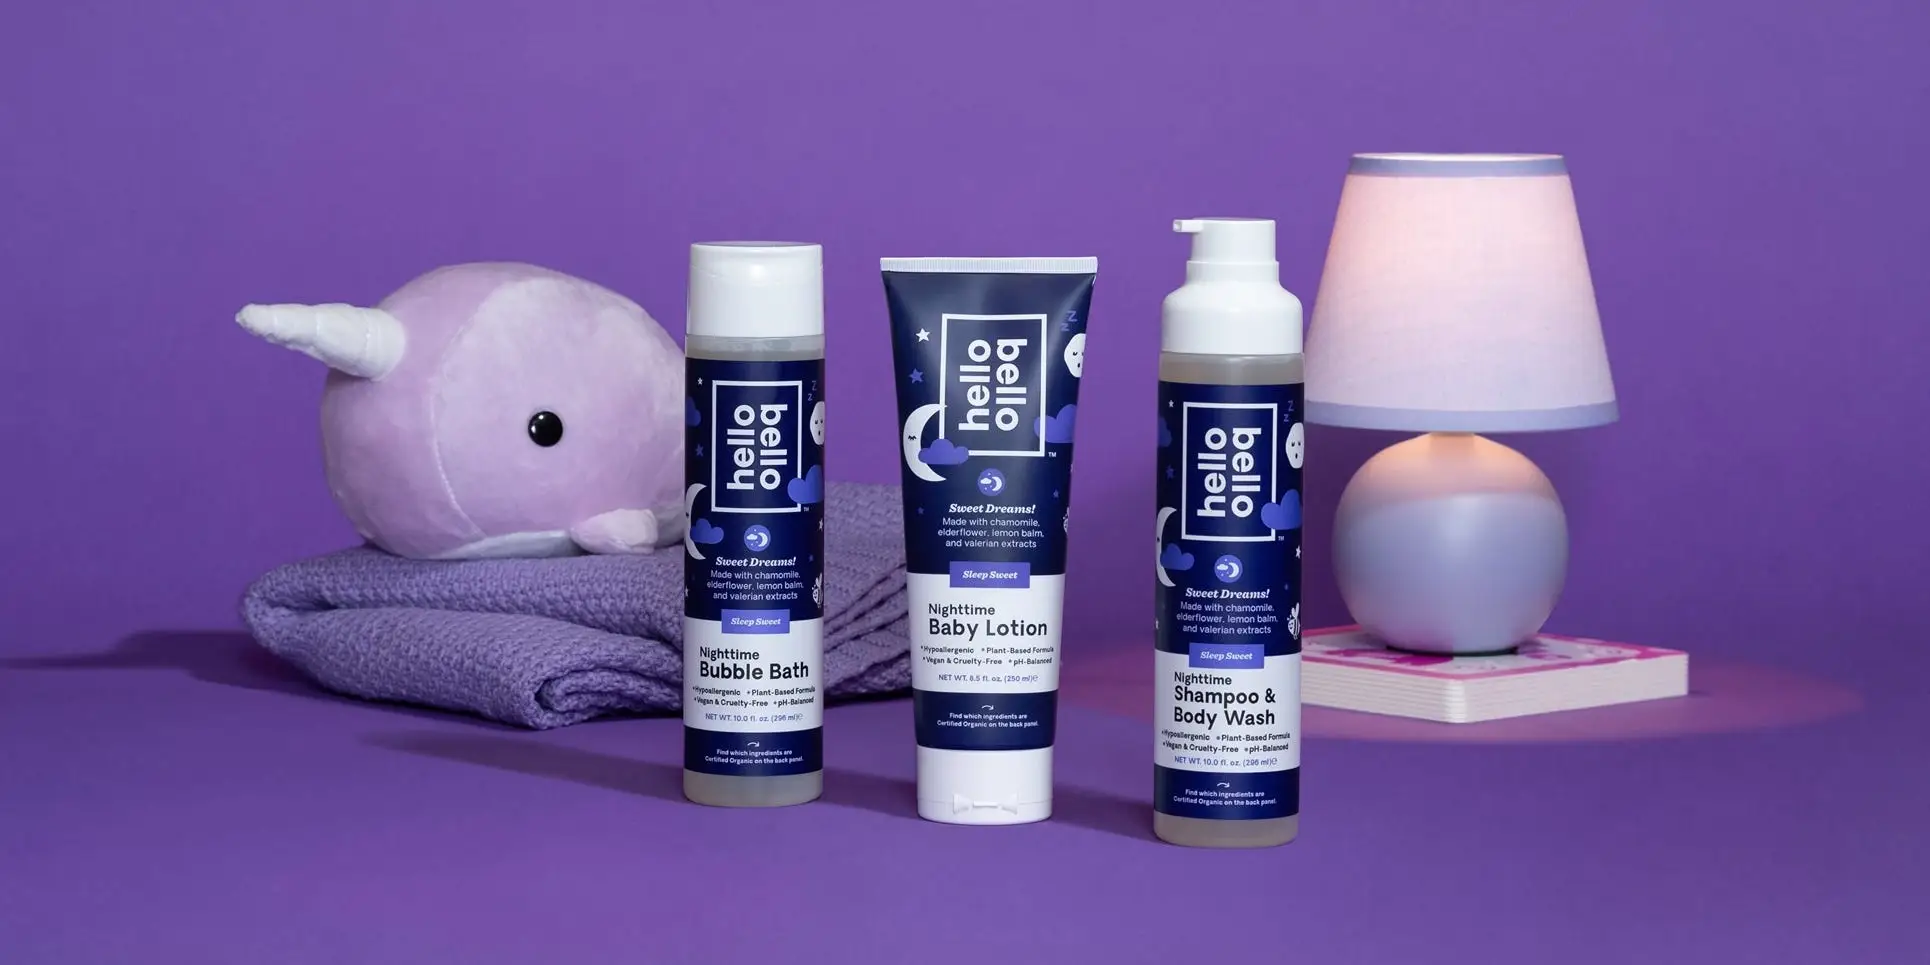 hello
bello
™
Sweet Dreams!
Made with chamomile,
elderflower, lemon balm,
and valerian extracts
Sleep Sweet
Nighttime
Bubble Bath
•Hypoallergenic •Plant-Based Formula
•Vegan & Cruelty-Free •pH-Balanced
NET WT. 10.0 fl. oz. (296 ml)℮
Find which ingredients are
Certified Organic on the back panel.
Z
Z
hello
bello
™
Sweet Dreams!
Made with chamomile,
elderflower, lemon balm,
and valerian extracts
Sleep Sweet
Nighttime
Baby Lotion
•Hypoallergenic •Plant-Based Formula
•Vegan & Cruelty-Free •pH-Balanced
NET WT. 8.5 fl. oz. (250 ml)℮
Find which ingredients are
Certified Organic on the back panel.
Z
Z
hello
bello
™
Sweet Dreams!
Made with chamomile,
elderflower, lemon balm,
and valerian extracts
Sleep Sweet
Nighttime
Shampoo &
Body Wash
•Hypoallergenic •Plant-Based Formula
•Vegan & Cruelty-Free •pH-Balanced
NET WT. 10.0 fl. oz. (296 ml)℮
Find which ingredients are
Certified Organic on the back panel.
Z
Z